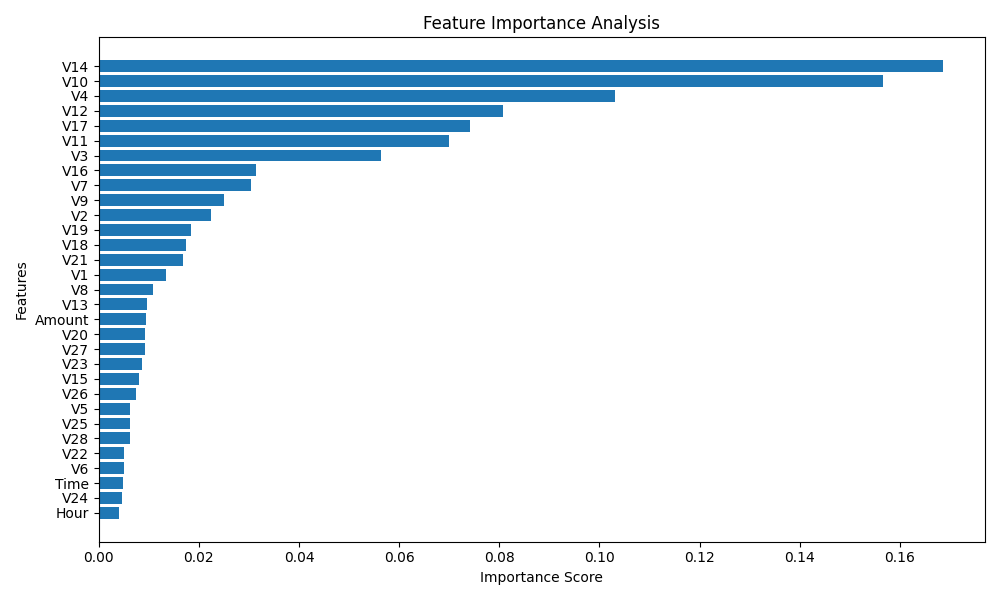 Feature Importance Analysis
V14
V10
V4
V12
V17
V11
V3
V16
V7
V9
V2
V19
V18
V21
V1
V8
V13
Amount
V20
V27
V23
V15
V26
V5
V25
V28
V22
V6
Time
V24
Hour
Features
0.00 0.02 0.04 0.06 0.08 0.10 0.12 0.14 0.16
Importance Score